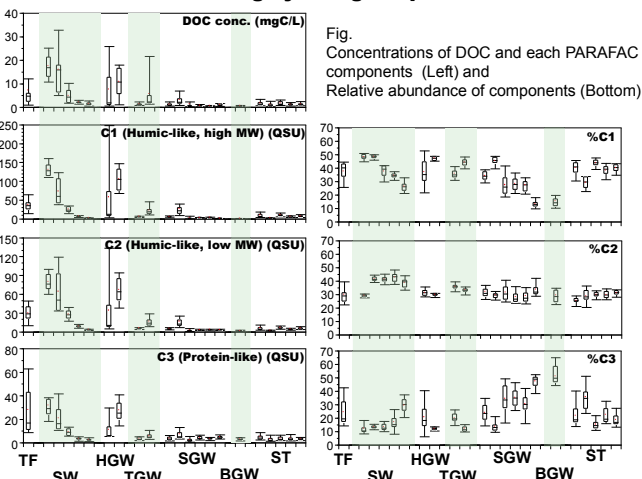 Fig.
Concentrations of DOC and each PARAFAC
components (Left) and
Relative abundance of components (Bottom)
DOC conc. (mgC/L)
40
30
20
10
0
C1 (Humic-like, high MW) (QSU)
250
200
150
100
50
0
C2 (Humic-like, low MW) (QSU)
150
120
90
60
30
0
C3 (Protein-like) (QSU)
80
60
40
20
0
TF
SW
HGW
TGW
SGW
BGW
ST
%C1
70
60
50
40
30
20
10
0
%C2
70
60
50
40
30
20
10
0
%C3
70
60
50
40
30
20
10
0
TF
SW
HGW
TGW
SGW
BGW
ST